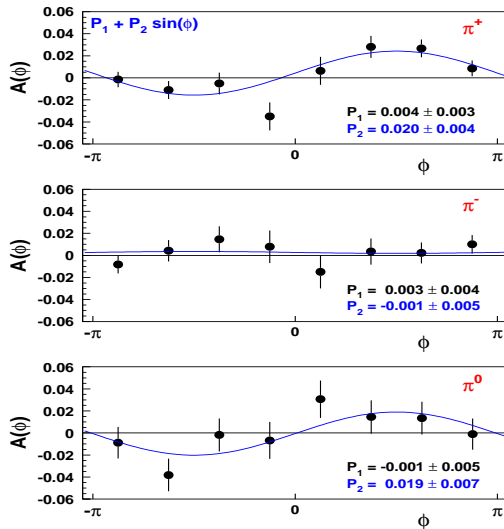 P₁ + P₂ sin(ϕ)
π⁺
A(ϕ)
0.06
0.04
0.02
0
-0.02
-0.04
-0.06
P₁ = 0.004 ± 0.003
P₂ = 0.020 ± 0.004
-π 0 ϕ π
π⁻
A(ϕ)
0.06
0.04
0.02
0
-0.02
-0.04
-0.06
P₁ = 0.003 ± 0.004
P₂ = -0.001 ± 0.005
-π 0 ϕ π
π⁰
A(ϕ)
0.06
0.04
0.02
0
-0.02
-0.04
-0.06
P₁ = -0.001 ± 0.005
P₂ = 0.019 ± 0.007
-π 0 ϕ π